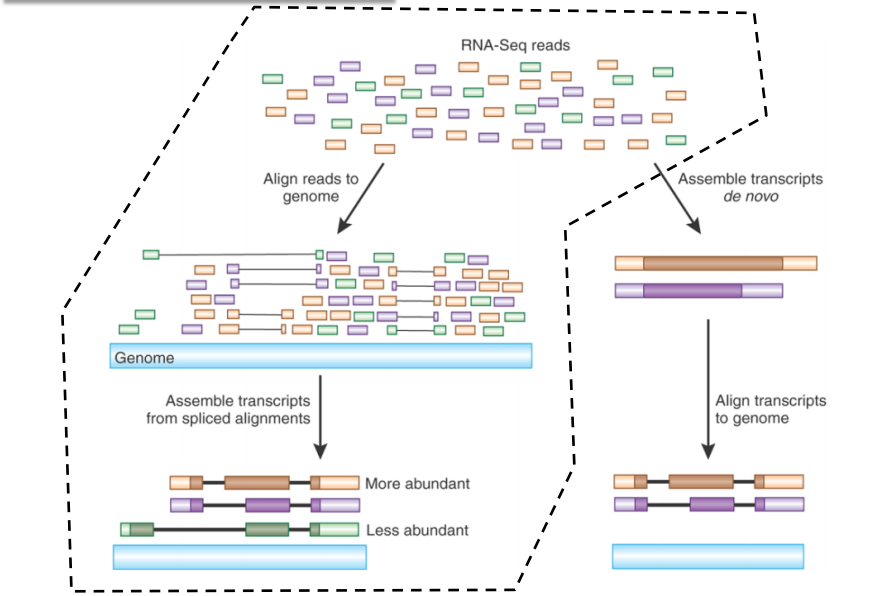 RNA-Seq reads
Align reads to
genome
Assemble transcripts
de novo
Genome
Assemble transcripts
from spliced alignments
Align transcripts
to genome
More abundant
Less abundant